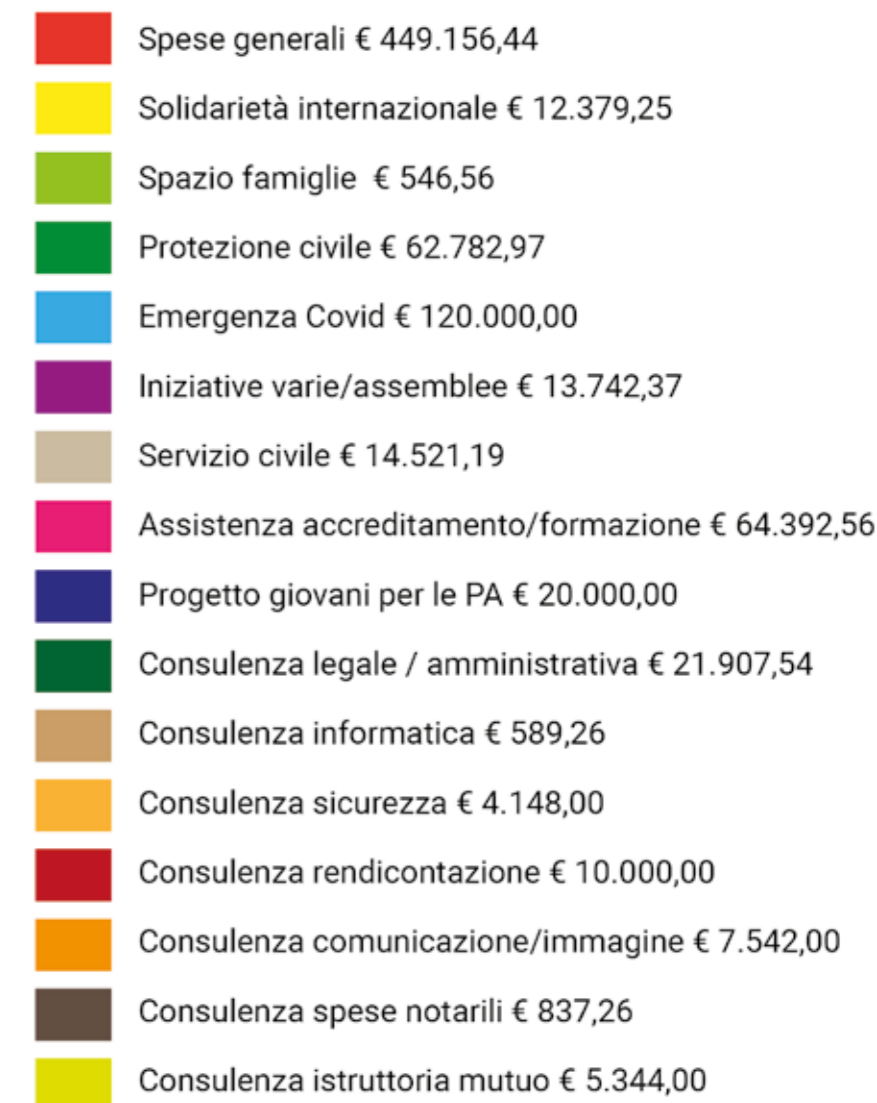 Spese generali € 449.156,44
Solidarietà internazionale € 12.379,25
Spazio famiglie € 546,56
Protezione civile € 62.782,97
Emergenza Covid € 120.000,00
Iniziative varie/assemblee € 13.742,37
Servizio civile € 14.521,19
Assistenza accreditamento/formazione € 64.392,56
Progetto giovani per le PA € 20.000,00
Consulenza legale / amministrativa € 21.907,54
Consulenza informatica € 589,26
Consulenza sicurezza € 4.148,00
Consulenza rendicontazione € 10.000,00
Consulenza comunicazione/immagine € 7.542,00
Consulenza spese notarili € 837,26
Consulenza istruttoria mutuo € 5.344,00